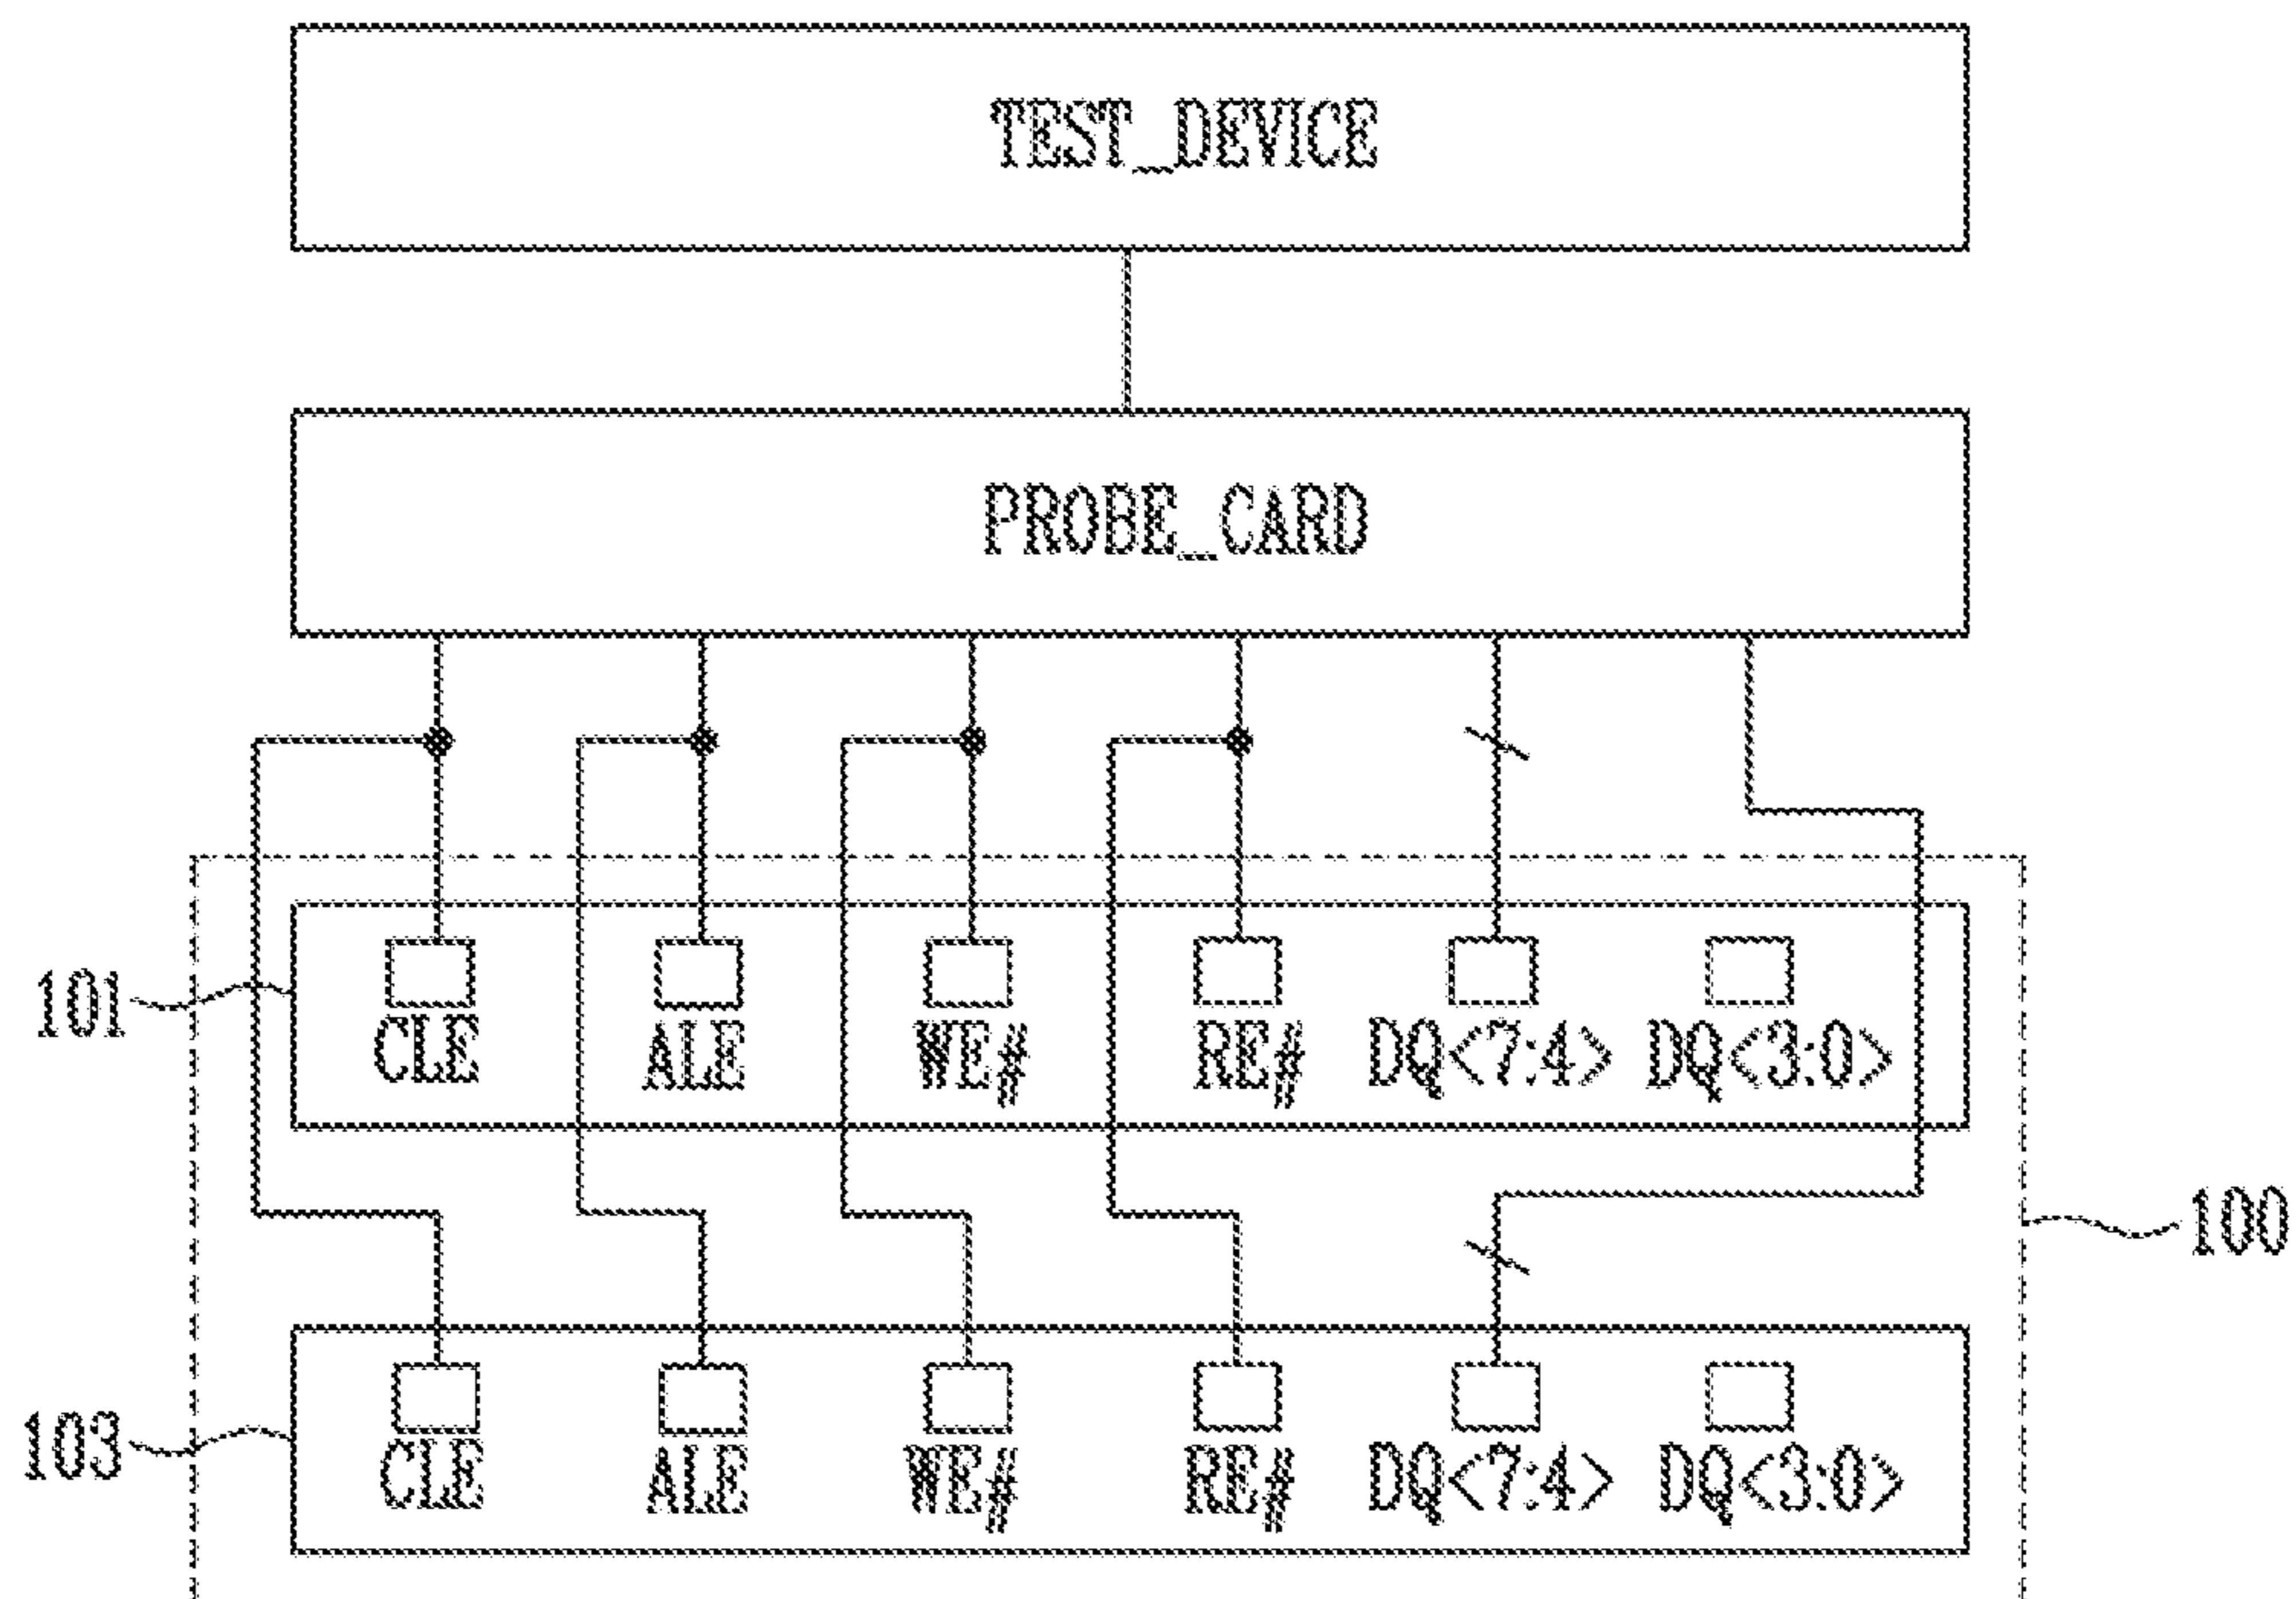 TEST_DEVICE
PROBE_CARD
101
CLE ALE WE# RE# DQ<7:4> DQ<3:0>
100
103
CLE ALE WE# RE# DQ<7:4> DQ<3:0>